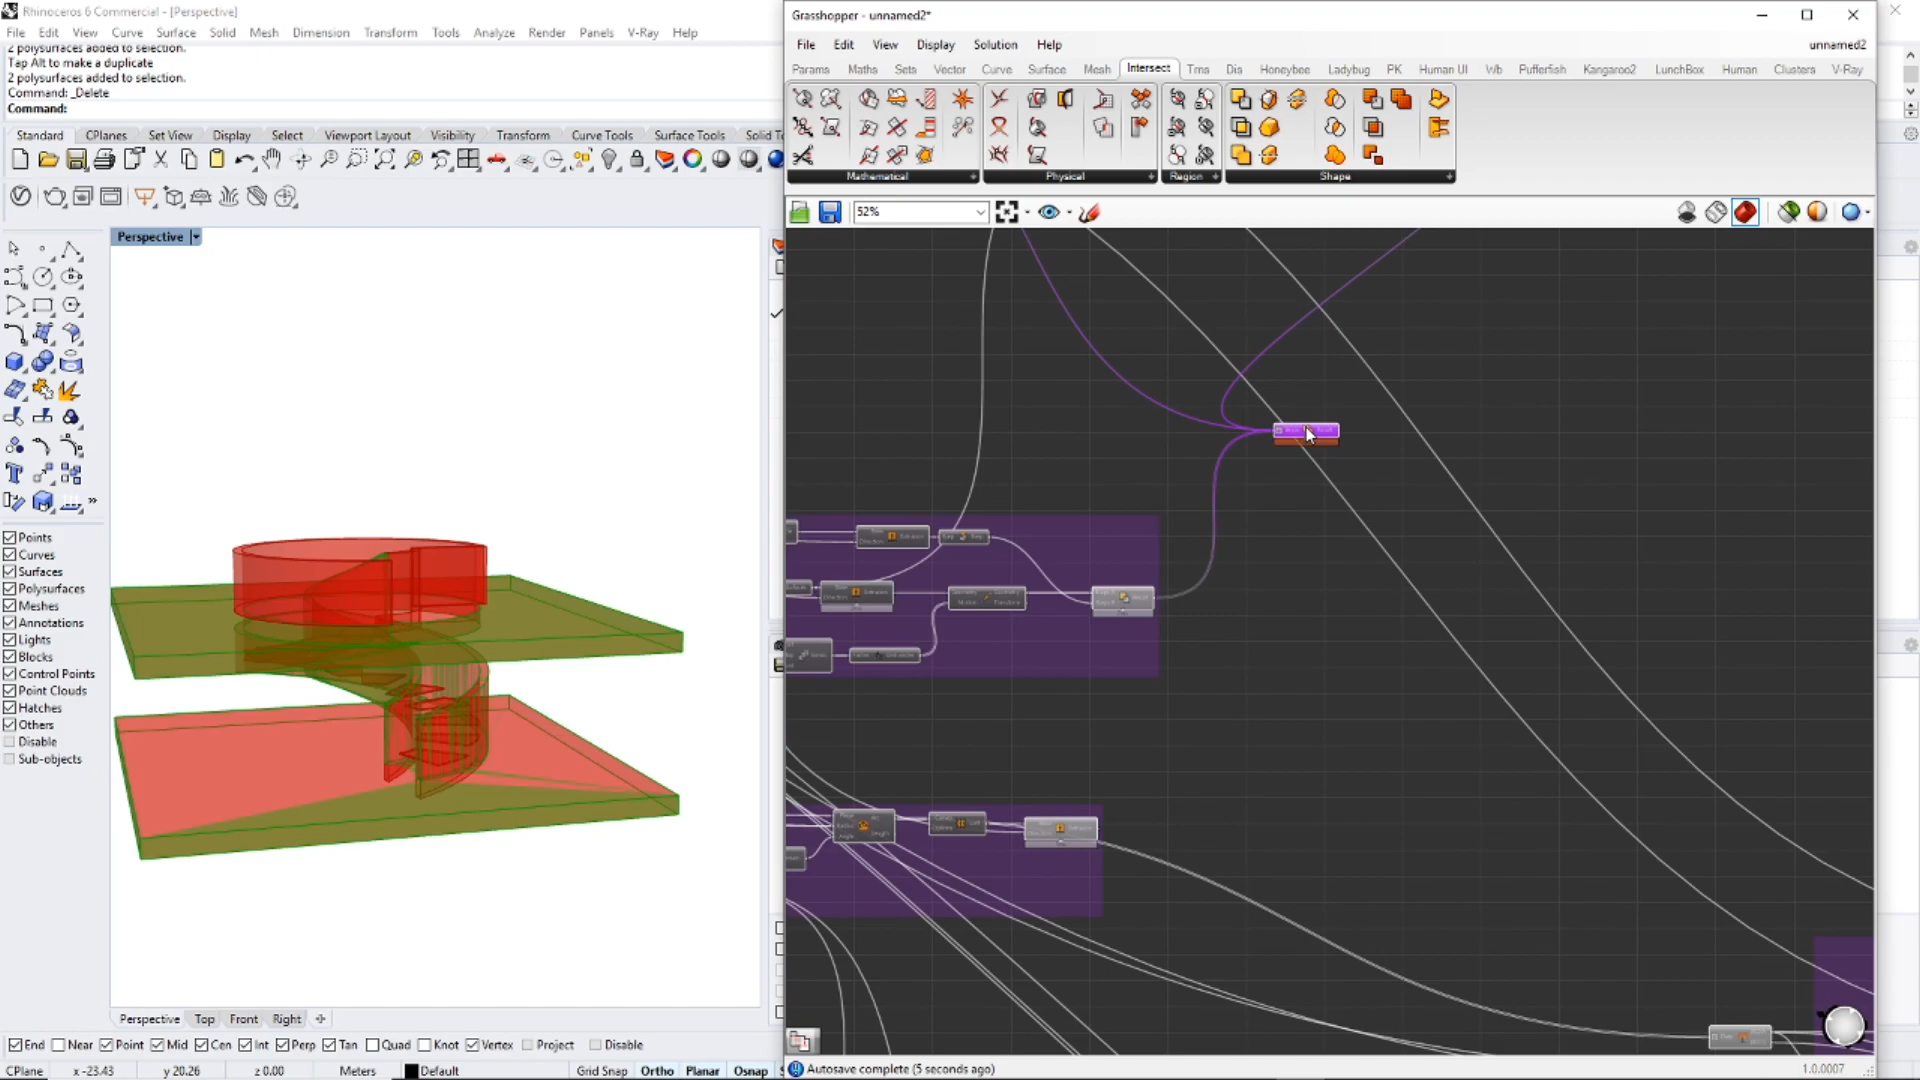 Rhinoceros 6 Commercial - [Perspective]
File Edit View Curve Surface Solid Mesh Dimension Transform Tools Analyze Render Panels V-Ray Help
2 polysurfaces added to selection.
Tap Alt to make a duplicate
2 polysurfaces added to selection.
Command: _Delete
Command:
Standard CPlanes Set View Display Select Viewport Layout Visibility Transform Curve Tools Surface Tools Solid T
Perspective
Points
Curves
Surfaces
Polysurfaces
Meshes
Annotations
Lights
Blocks
Control Points
Point Clouds
Hatches
Others
Disable
Sub-objects
Perspective Top Front Right
End Near Point Mid Cen Int Perp Tan Quad Knot Vertex Project Disable
CPlane x -23.43 y 20.26 z 0.00 Meters Default Grid Snap Ortho Planar Osnap
Grasshopper - unnamed2*
File Edit View Display Solution Help unnamed2
Params Maths Sets Vector Curve Surface Mesh Intersect Trns Dis Honeybee Ladybug PK Human UI Wb Pufferfish Kangaroo2 LunchBox Human Clusters V-Ray
Mathematical Physical Region Shape
52%
Autosave complete (5 seconds ago) 1.0.0007